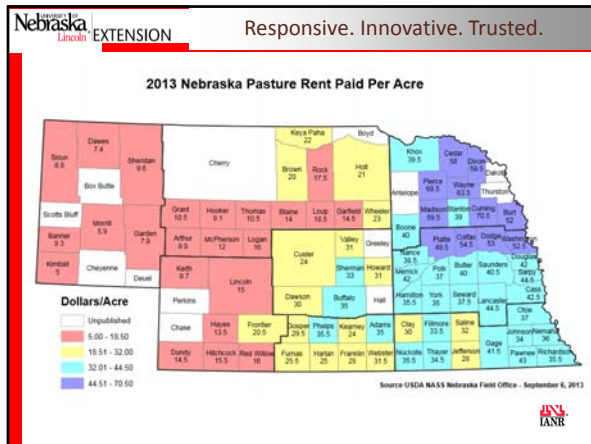 UNIVERSITY OF
Nebraska Lincoln EXTENSION
Responsive. Innovative. Trusted.
2013 Nebraska Pasture Rent Paid Per Acre
Sioux
6.6
Dawes
7.4
Sheridan
9.6
Box Butte
Scotts Bluff
Morrill
5.9
Garden
7.9
Banner
9.3
Kimball
5
Cheyenne
Deuel
Cherry
Keya Paha
22
Boyd
Brown
20
Rock
17.5
Holt
21
Grant
10.5
Hooker
9.1
Thomas
10.5
Blaine
14
Loup
18.5
Garfield
14.5
Wheeler
23
Arthur
9.9
McPherson
12
Logan
16
Keith
9.7
Lincoln
15
Perkins
Chase
Hayes
13.5
Frontier
20.5
Dundy
14.5
Hitchcock
15.5
Red Willow
16
Custer
24
Valley
31
Greeley
Sherman
33
Howard
31
Dawson
30
Buffalo
35
Hall
Gosper
29.5
Phelps
35.5
Kearney
24
Adams
35
Furnas
25.5
Harlan
25
Franklin
26
Webster
31.5
Knox
39.5
Cedar
58
Dixon
59.5
Dakota
Antelope
Pierce
69.5
Wayne
63.5
Thurston
Madison
59.5
Stanton
39
Cuming
70.5
Burt
52
Boone
40
Nance
38.5
Platte
49.5
Colfax
54.5
Dodge
53
Washington
52.5
Merrick
42
Polk
37
Butler
40
Saunders
40.5
Douglas
42
Sarpy
44.5
Cass
42.5
Hamilton
35.5
York
35
Seward
37.5
Lancaster
44.5
Otoe
37
Clay
30
Fillmore
33.5
Saline
32
Gage
41.5
Johnson
34
Nemaha
36
Nuckolls
35.5
Thayer
34.5
Jefferson
26
Pawnee
43
Richardson
35.5
Dollars/Acre
Unpublished
5.00 - 18.50
18.51 - 32.00
32.01 - 44.50
44.51 - 70.50
Source USDA NASS Nebraska Field Office - September 6, 2013
IANR